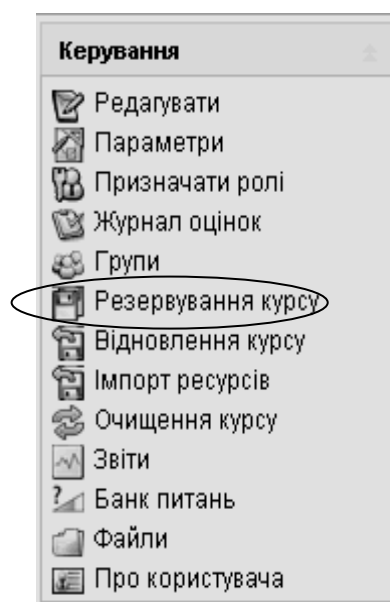 Керування
Редагувати
Параметри
Призначати ролі
Журнал оцінок
Групи
Резервування курсу
Відновлення курсу
Імпорт ресурсів
Очищення курсу
Звіти
Банк питань
Файли
Про користувача